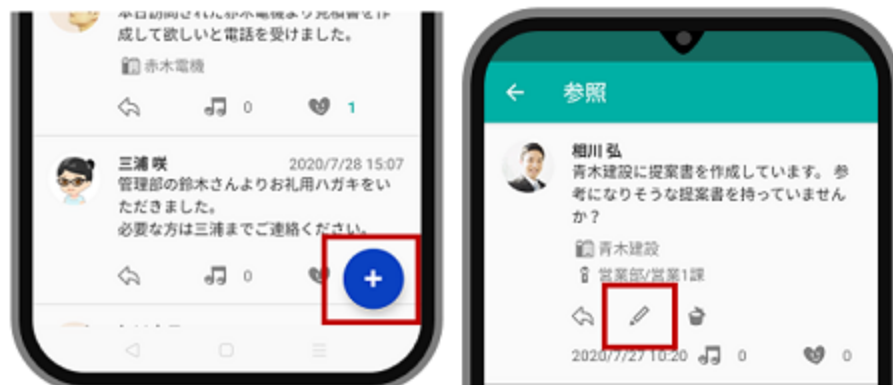 本日訪問された赤木電機より見積書を作
成して欲しいと電話を受けました。
赤木電機
0
1
三浦 咲
2020/7/28 15:07
管理部の鈴木さんよりお礼用ハガキをい
ただきました。
必要な方は三浦までご連絡ください。
0
+
参照
相川 弘
青木建設に提案書を作成しています。 参
考になりそうな提案書を持っていません
か？
青木建設
営業部/営業1課
2020/7/27 10:20
0
0